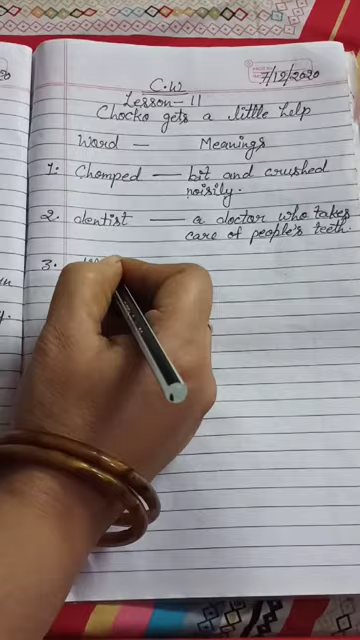 C.W
7/12/2020
Lesson-11
Chocko gets a little help
Word — Meanings
1. Chomped — bit and crushed
noisily.
2. dentist — a doctor who takes
care of people's teeth.
3.